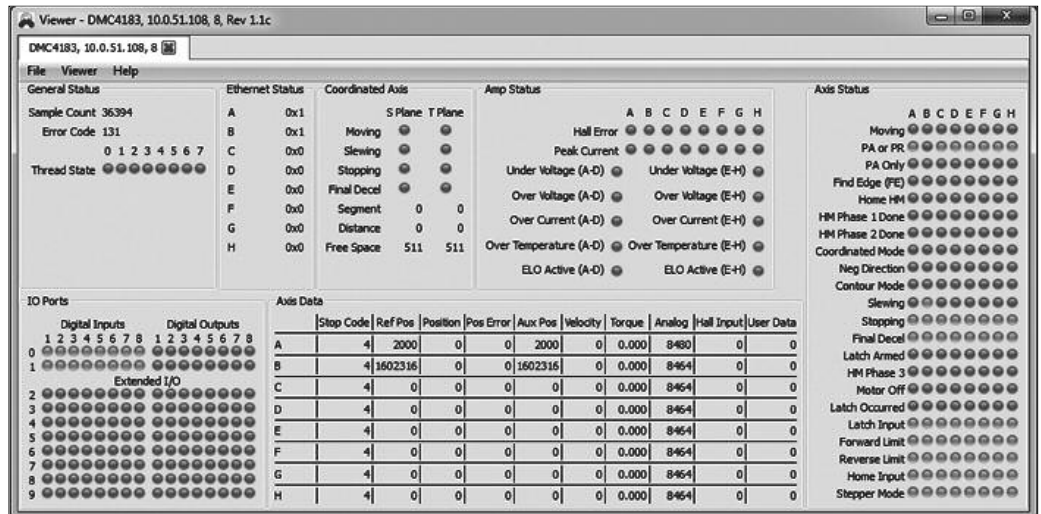 Viewer - DMC4183, 10.0.51.108, 8, Rev 1.1c
DMC4183, 10.0.51.108, 8
File Viewer Help
General Status
Sample Count 36394
Error Code 131
0 1 2 3 4 5 6 7
Thread State
Ethernet Status
A 0x1
B 0x1
C 0x0
D 0x0
E 0x0
F 0x0
G 0x0
H 0x0
Coordinated Axis
S Plane T Plane
Moving
Slewing
Stopping
Final Decel
Segment 0 0
Distance 0 0
Free Space 511 511
Amp Status
A B C D E F G H
Hall Error
Peak Current
Under Voltage (A-D) Under Voltage (E-H)
Over Voltage (A-D) Over Voltage (E-H)
Over Current (A-D) Over Current (E-H)
Over Temperature (A-D) Over Temperature (E-H)
ELO Active (A-D) ELO Active (E-H)
Axis Status
A B C D E F G H
Moving
PA or PR
PA Only
Find Edge (FE)
Home HM
HM Phase 1 Done
HM Phase 2 Done
Coordinated Mode
Neg Direction
Contour Mode
Slewing
Stopping
Final Decel
Latch Armed
HM Phase 3
Motor Off
Latch Occurred
Latch Input
Forward Limit
Reverse Limit
Home Input
Stepper Mode
IO Ports
Digital Inputs Digital Outputs
1 2 3 4 5 6 7 8 1 2 3 4 5 6 7 8
0
1
Extended I/O
2
3
4
5
6
7
8
9
Axis Data
Stop Code Ref Pos Position Pos Error Aux Pos Velocity Torque Analog Hall Input User Data
A 4 2000 0 0 2000 0 0.000 8480 0 0
B 4 1602316 0 0 1602316 0 0.000 8464 0 0
C 4 0 0 0 0 0 0.000 8464 0 0
D 4 0 0 0 0 0 0.000 8464 0 0
E 4 0 0 0 0 0 0.000 8464 0 0
F 4 0 0 0 0 0 0.000 8464 0 0
G 4 0 0 0 0 0 0.000 8464 0 0
H 4 0 0 0 0 0 0.000 8464 0 0